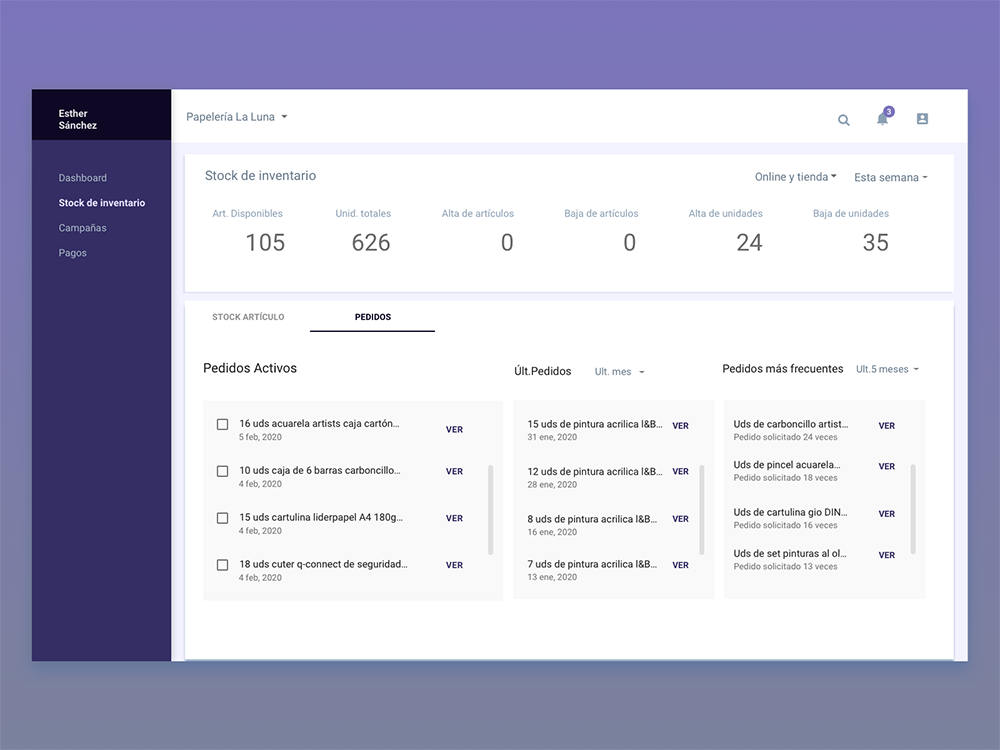 Esther
Sánchez
Papelería La Luna
3
Dashboard
Stock de inventario
Campañas
Pagos
Stock de inventario
Online y tienda
Esta semana
Art. Disponibles
Unid. totales
Alta de artículos
Baja de artículos
Alta de unidades
Baja de unidades
105
626
0
0
24
35
STOCK ARTÍCULO
PEDIDOS
Pedidos Activos
16 uds acuarela artists caja cartón...
5 feb, 2020
VER
10 uds caja de 6 barras carboncillo...
4 feb, 2020
VER
15 uds cartulina liderpapel A4 180g...
4 feb, 2020
VER
18 uds cuter q-connect de seguridad...
4 feb, 2020
VER
Últ.Pedidos
Ult. mes
15 uds de pintura acrilica l&B...
31 ene, 2020
VER
12 uds de pintura acrilica l&B...
28 ene, 2020
VER
8 uds de pintura acrilica l&B...
16 ene, 2020
VER
7 uds de pintura acrilica l&B...
13 ene, 2020
VER
Pedidos más frecuentes
Ult.5 meses
Uds de carboncillo artist...
Pedido solicitado 24 veces
VER
Uds de pincel acuarela...
Pedido solicitado 18 veces
VER
Uds de cartulina gio DIN...
Pedido solicitado 16 veces
VER
Uds de set pinturas al ol...
Pedido solicitado 13 veces
VER